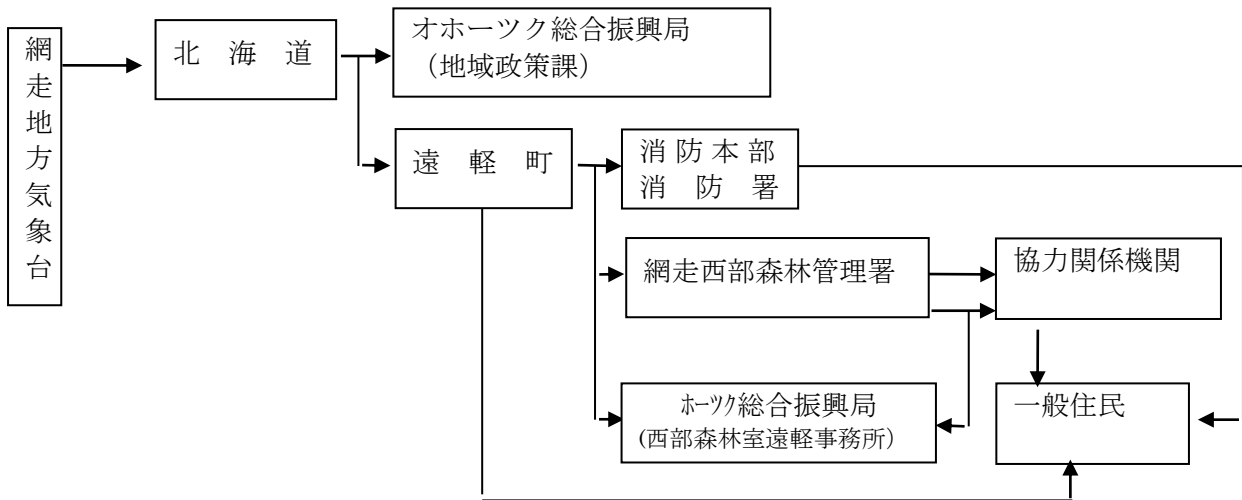 網走地方気象台
北海道
オホーツク総合振興局
（地域政策課）
遠軽町
消防本部
消防署
網走西部森林管理署
協力関係機関
ﾎｰﾂｸ総合振興局
(西部森林室遠軽事務所）
一般住民